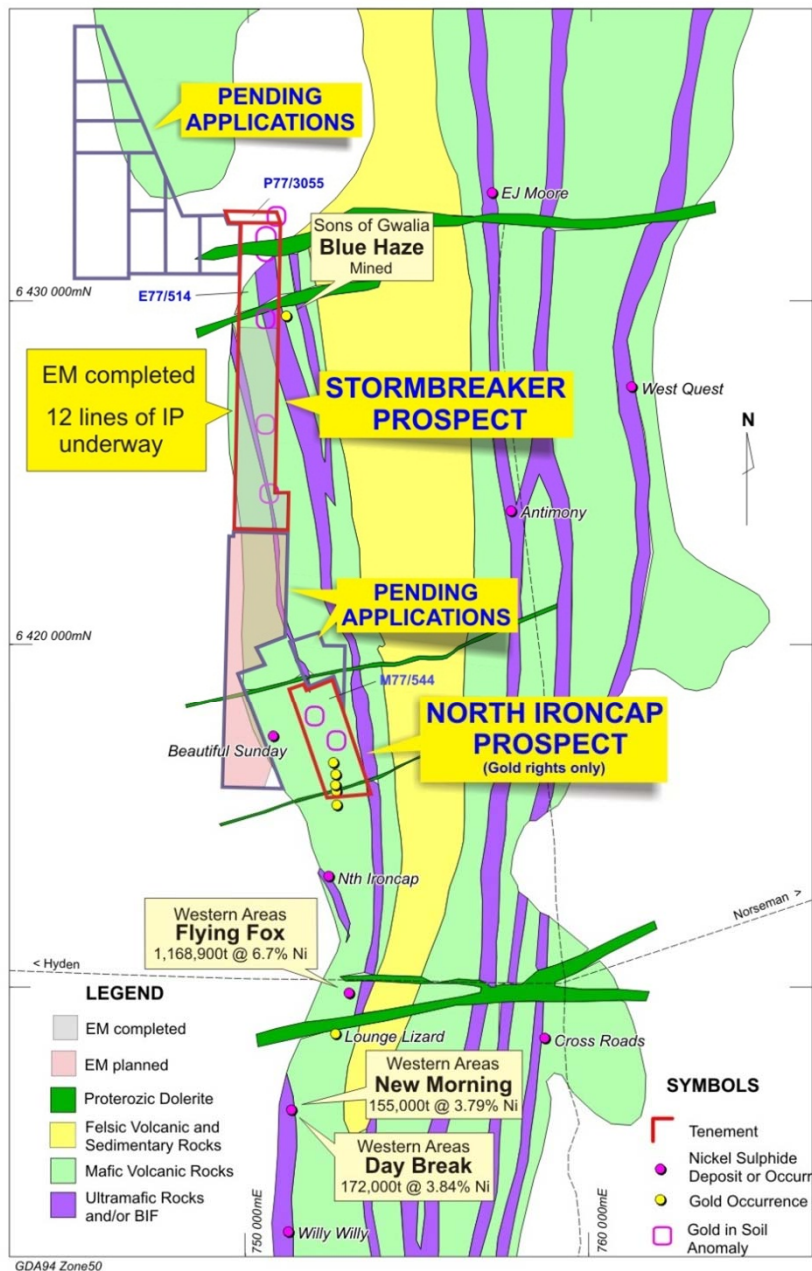 PENDING
APPLICATIONS
P77/3055
EJ Moore
Sons of Gwalia
Blue Haze
Mined
E77/514
6 430 000mN
EM completed
12 lines of IP
underway
STORMBREAKER
PROSPECT
West Quest
N
Antimony
PENDING
APPLICATIONS
6 420 000mN
M77/544
NORTH IRONCAP
PROSPECT
(Gold rights only)
Beautiful Sunday
Nth Ironcap
Norseman >
Western Areas
Flying Fox
1,168,900t @ 6.7% Ni
< Hyden
Lounge Lizard
Cross Roads
Western Areas
New Morning
155,000t @ 3.79% Ni
Western Areas
Day Break
172,000t @ 3.84% Ni
Willy Willy
LEGEND
EM completed
EM planned
Proterozic Dolerite
Felsic Volcanic and
Sedimentary Rocks
Mafic Volcanic Rocks
Ultramafic Rocks
and/or BIF
SYMBOLS
Tenement
Nickel Sulphide
Deposit or Occurr
Gold Occurrence
Gold in Soil
Anomaly
750 000mE
760 000mE
GDA94 Zone50